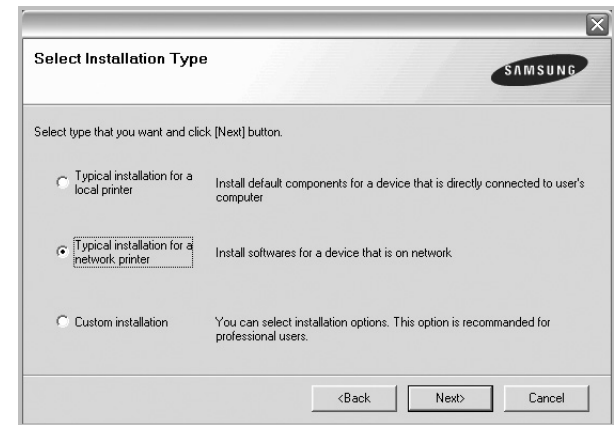 Select Installation Type
SAMSUNG
Select type that you want and click [Next] button.
Typical installation for a
local printer
Install default components for a device that is directly connected to user's
computer
Typical installation for a
network printer
Install softwares for a device that is on network
Custom installation
You can select installation options. This option is recommanded for
professional users.
<Back
Next>
Cancel